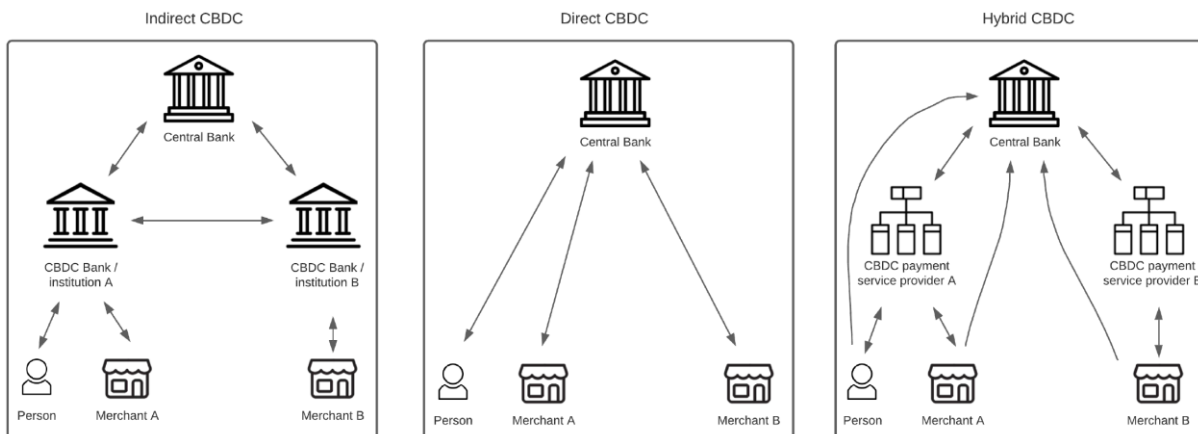 Indirect CBDC
Central Bank
CBDC Bank /
institution A
CBDC Bank /
institution B
Person
Merchant A
Merchant B
Direct CBDC
Central Bank
Person
Merchant A
Merchant B
Hybrid CBDC
Central Bank
CBDC payment
service provider A
CBDC payment
service provider B
Person
Merchant A
Merchant B